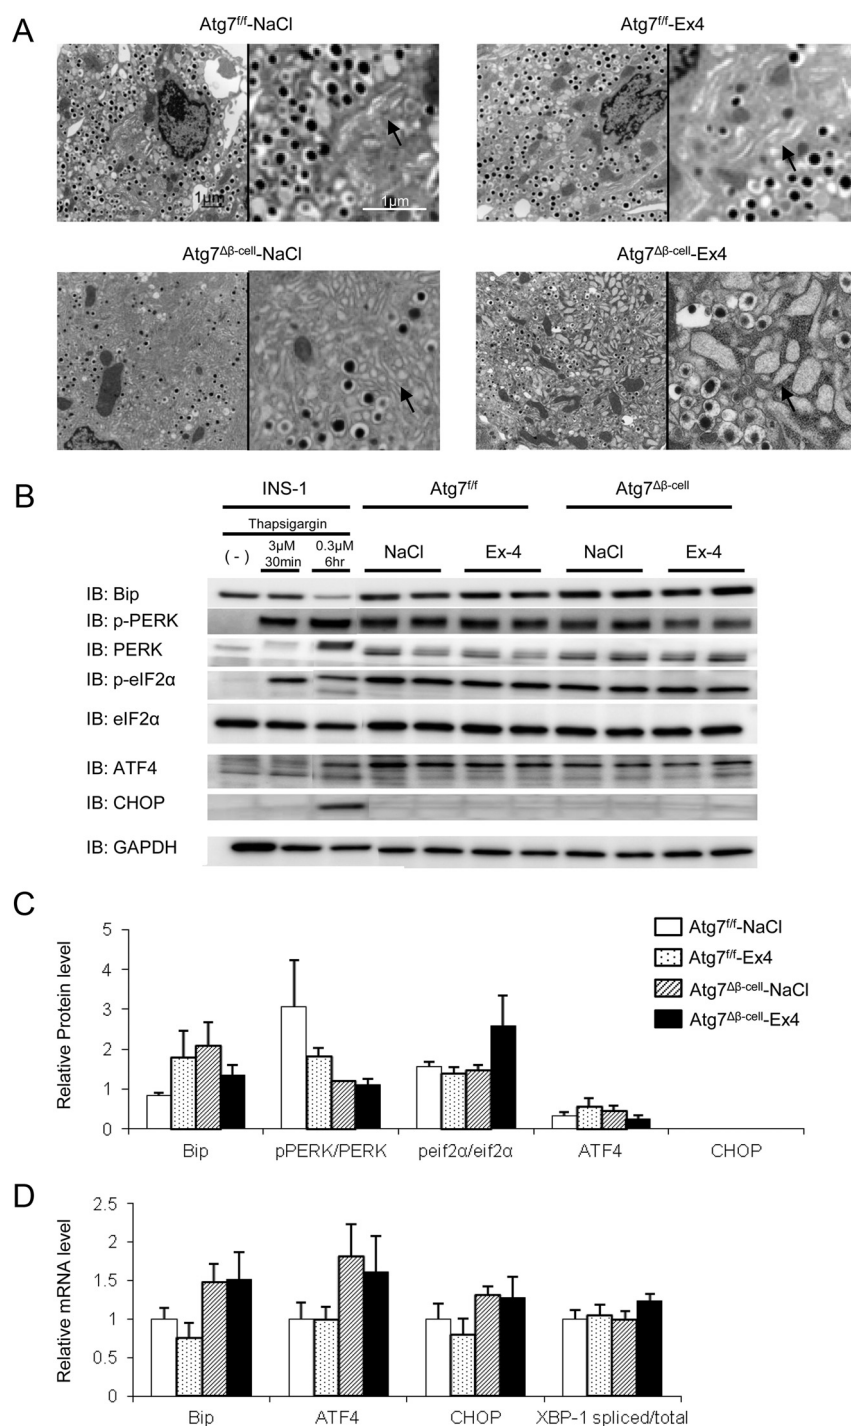 A
Atg7f/f-NaCl
Atg7f/f-Ex4
1µm
1µm
Atg7Δβ-cell-NaCl
Atg7Δβ-cell-Ex4
B
INS-1
Atg7f/f
Atg7Δβ-cell
Thapsigargin
(-)
3µM
30min
0.3µM
6hr
NaCl
Ex-4
NaCl
Ex-4
IB: Bip
IB: p-PERK
IB: PERK
IB: p-eIF2α
IB: eIF2α
IB: ATF4
IB: CHOP
IB: GAPDH
C
Relative Protein level
5
4
3
2
1
0
Atg7f/f-NaCl
Atg7f/f-Ex4
Atg7Δβ-cell-NaCl
Atg7Δβ-cell-Ex4
Bip
pPERK/PERK
peif2α/eif2α
ATF4
CHOP
D
Relative mRNA level
2.5
2
1.5
1
0.5
0
Bip
ATF4
CHOP
XBP-1 spliced/total